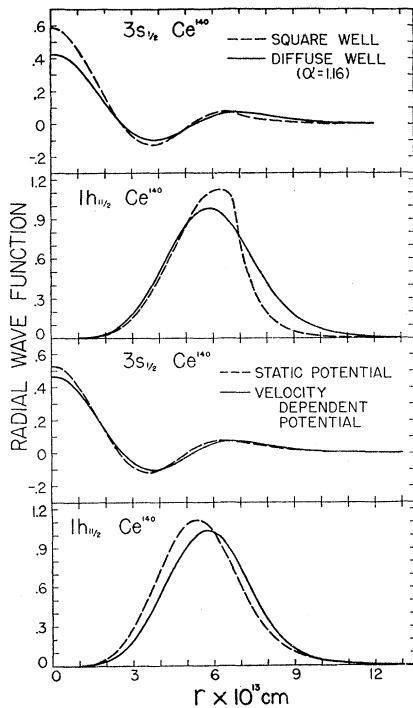 3s₁/₂ Ce¹⁴⁰
SQUARE WELL
DIFFUSE WELL
(α=1.16)
.6
.4
.2
0
-.2
1h₁₁/₂ Ce¹⁴⁰
1.2
.9
.6
.3
0
RADIAL WAVE FUNCTION
3s₁/₂ Ce¹⁴⁰
STATIC POTENTIAL
VELOCITY
DEPENDENT
POTENTIAL
.6
.4
.2
0
-.2
1h₁₁/₂ Ce¹⁴⁰
1.2
.9
.6
.3
0
0 3 6 9 12
r × 10¹³ cm